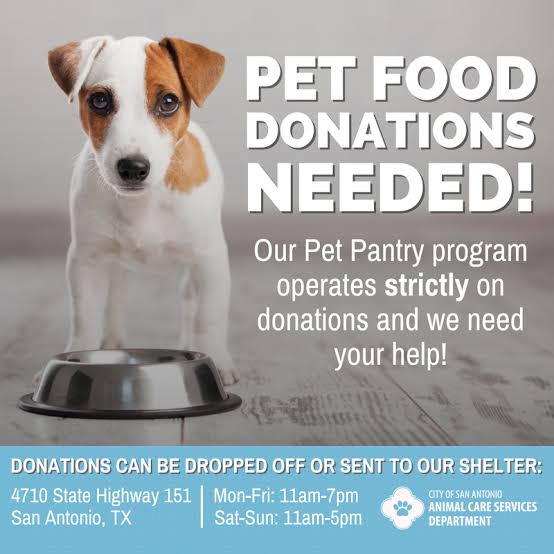 PET FOOD
DONATIONS
NEEDED!
Our Pet Pantry program
operates strictly on
donations and we need
your help!
DONATIONS CAN BE DROPPED OFF OR SENT TO OUR SHELTER:
4710 State Highway 151
San Antonio, TX
Mon-Fri: 11am-7pm
Sat-Sun: 11am-5pm
CITY OF SAN ANTONIO
ANIMAL CARE SERVICES
DEPARTMENT